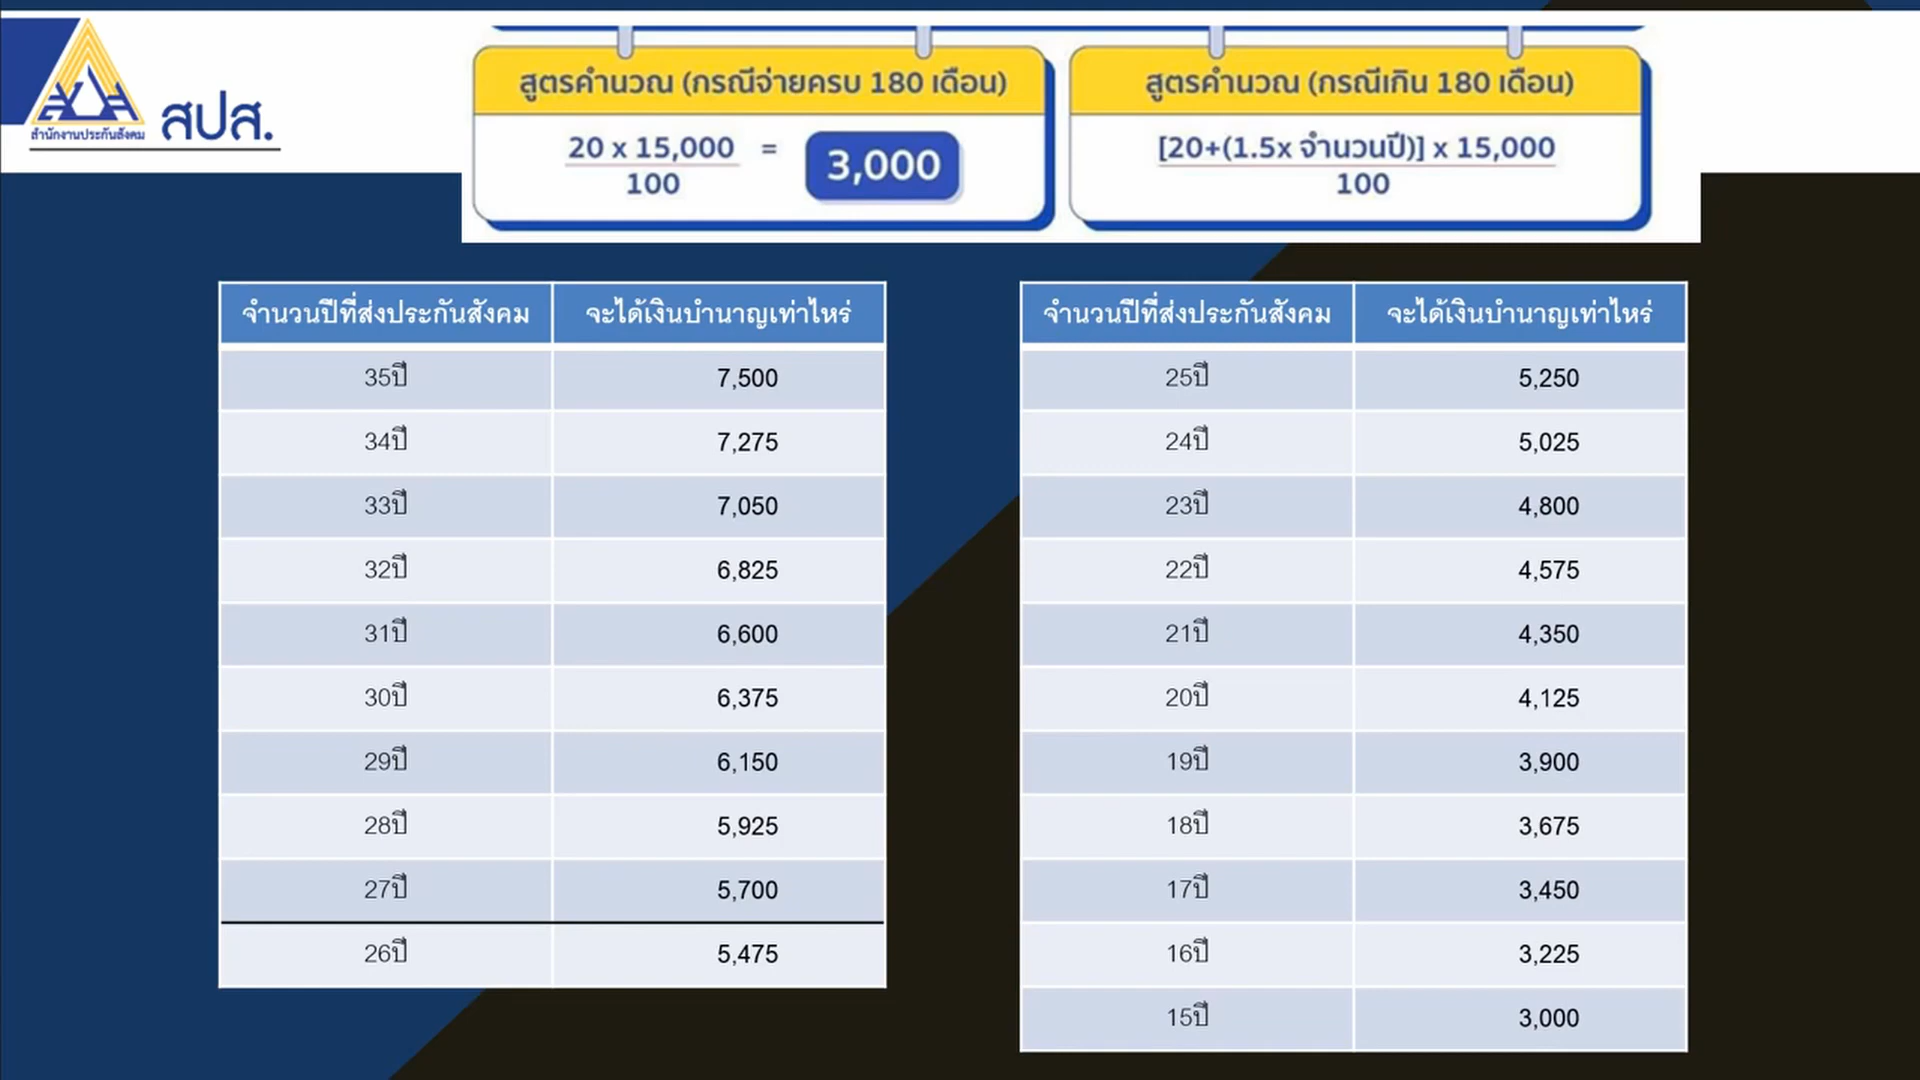 สำนักงานประกันสังคม
สปส.
สูตรคำนวณ (กรณีจ่ายครบ 180 เดือน)
20 x 15,000
100
= 3,000
สูตรคำนวณ (กรณีเกิน 180 เดือน)
[20+(1.5x จำนวนปี)] x 15,000
100
จำนวนปีที่ส่งประกันสังคม จะได้เงินบำนาญเท่าไหร่
35ปี 7,500
34ปี 7,275
33ปี 7,050
32ปี 6,825
31ปี 6,600
30ปี 6,375
29ปี 6,150
28ปี 5,925
27ปี 5,700
26ปี 5,475
จำนวนปีที่ส่งประกันสังคม จะได้เงินบำนาญเท่าไหร่
25ปี 5,250
24ปี 5,025
23ปี 4,800
22ปี 4,575
21ปี 4,350
20ปี 4,125
19ปี 3,900
18ปี 3,675
17ปี 3,450
16ปี 3,225
15ปี 3,000